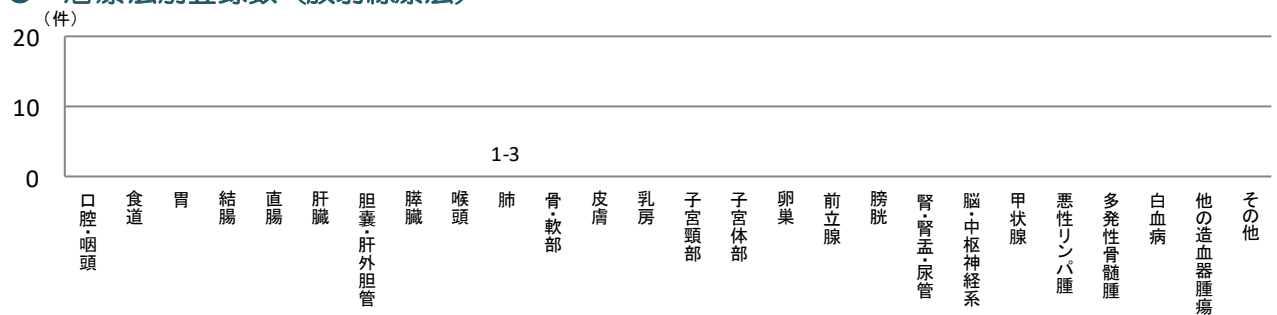 ● 治療法別登録数（放射線療法）
（件）
20
10
0
1-3
口腔・咽頭
食道
胃
結腸
直腸
肝臓
胆嚢・肝外胆管
膵臓
喉頭
肺
骨・軟部
皮膚
乳房
子宮頸部
子宮体部
卵巣
前立腺
膀胱
腎・腎盂・尿管
脳・中枢神経系
甲状腺
悪性リンパ腫
多発性骨髄腫
白血病
他の造血器腫瘍
その他